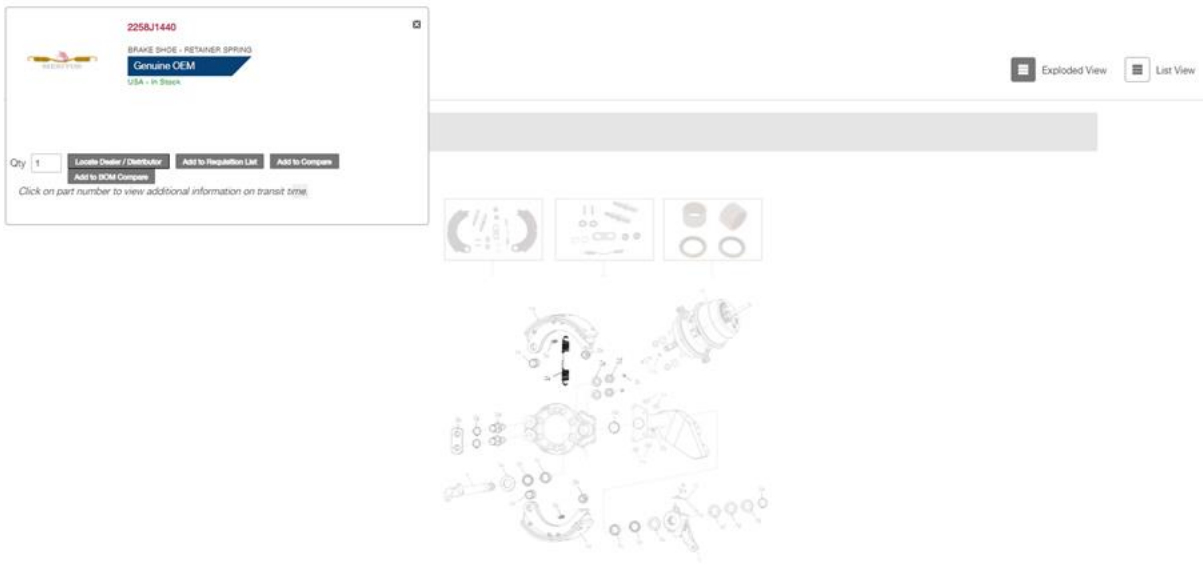 2258J1440
BRAKE SHOE - RETAINER SPRING
Genuine OEM
USA - In Stock
MERITOR
Exploded View
List View
Qty 1
Locate Dealer / Distributor
Add to Requisition List
Add to Compare
Add to BOM Compare
Click on part number to view additional information on transit time.